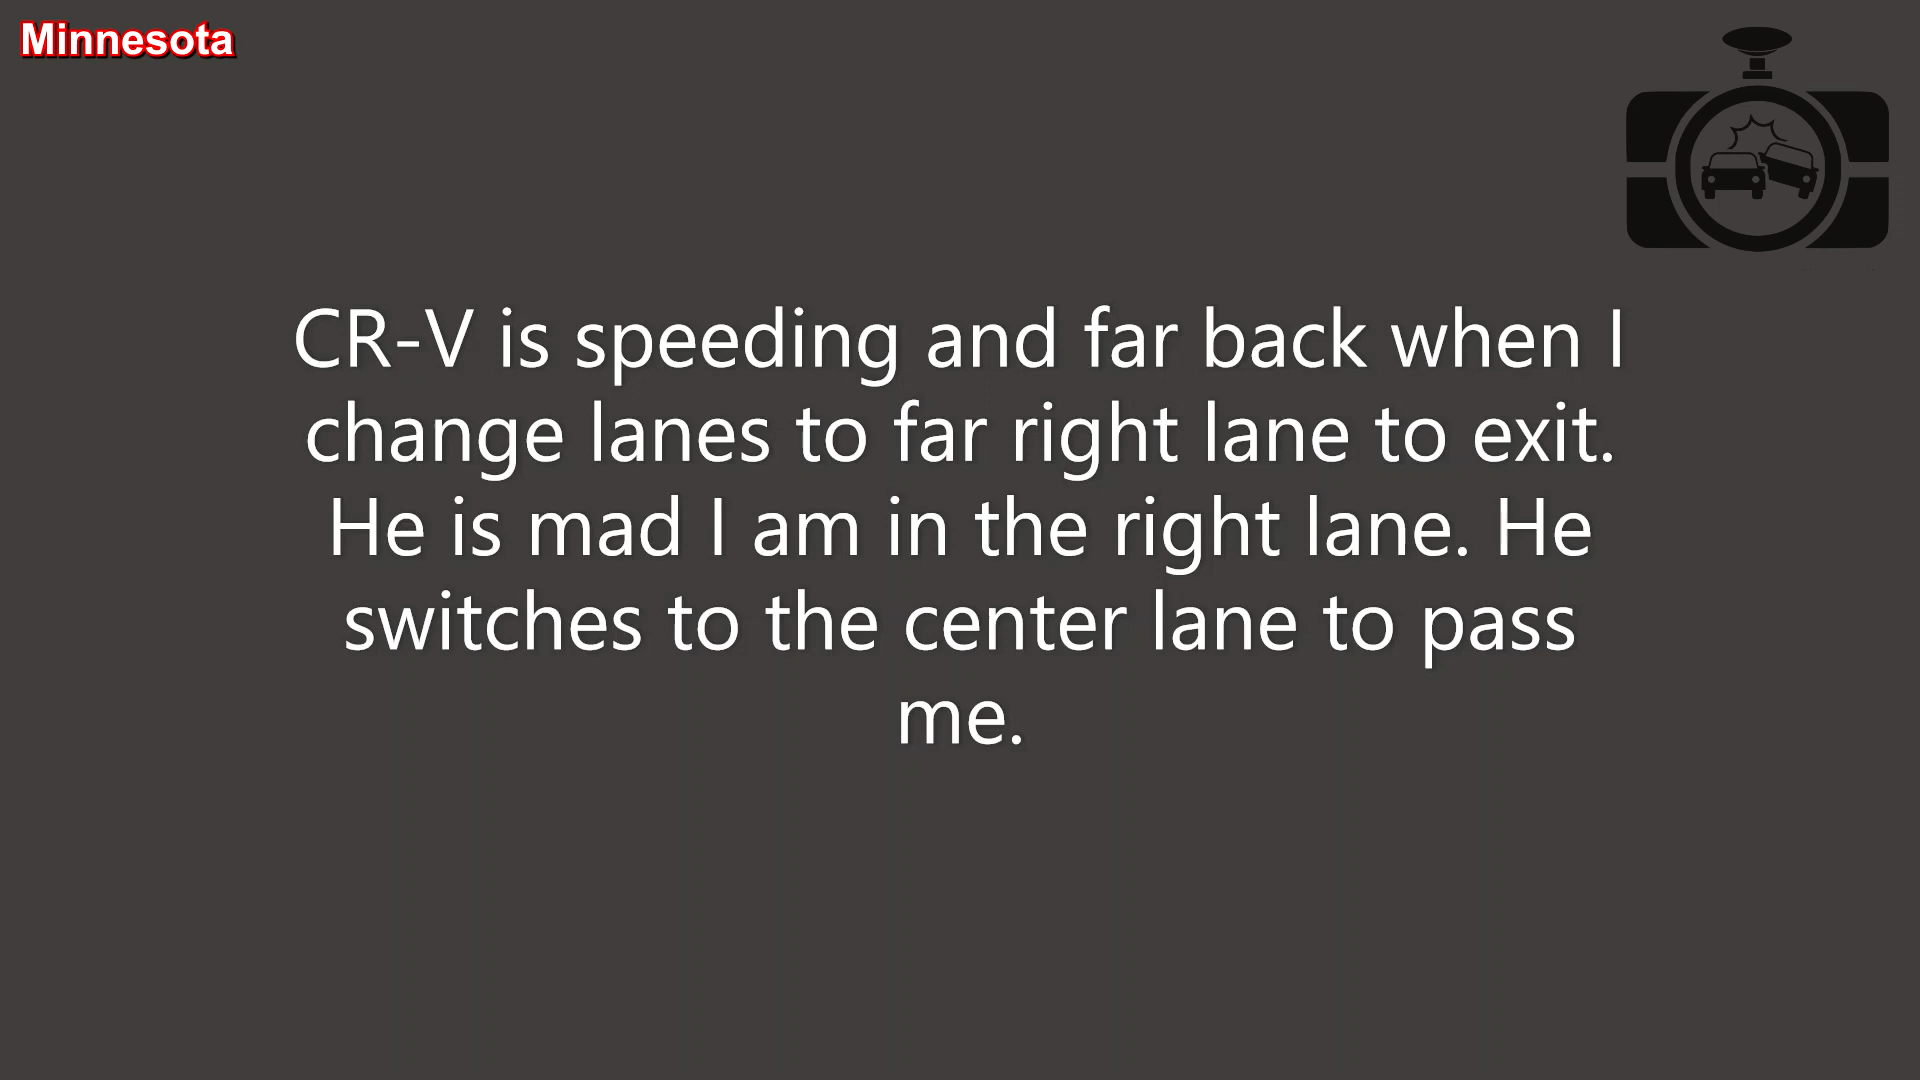 Minnesota
CR-V is speeding and far back when I
change lanes to far right lane to exit.
He is mad I am in the right lane. He
switches to the center lane to pass
me.